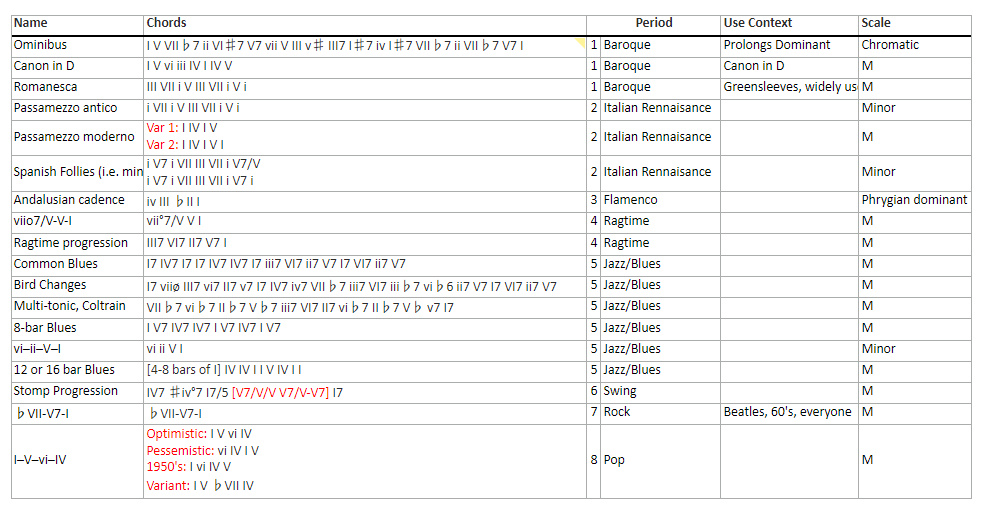 Name Chords Period Use Context Scale
Ominibus I V VII ♭7 ii VI ♯7 V7 vii V III v♯ III7 I ♯7 iv I ♯7 VII ♭7 ii VII ♭7 V7 I 1 Baroque Prolongs Dominant Chromatic
Canon in D I V vi iii IV I IV V 1 Baroque Canon in D M
Romanesca III VII i V III VII i V i 1 Baroque Greensleeves, widely us M
Passamezzo antico i VII i V III VII i V i 2 Italian Rennaisance Minor
Passamezzo moderno Var 1: I IV I V 2 Italian Rennaisance M
Var 2: I IV I V I
Spanish Follies (i.e. min i V7 i VII III VII i V7/V 2 Italian Rennaisance Minor
i V7 i VII III VII i V7 i
Andalusian cadence iv III ♭II I 3 Flamenco Phrygian dominant
viio7/V-V-I vii°7/V V I 4 Ragtime M
Ragtime progression III7 VI7 II7 V7 I 4 Ragtime M
Common Blues I7 IV7 I7 I7 IV7 IV7 I7 iii7 VI7 ii7 V7 I7 VI7 ii7 V7 5 Jazz/Blues M
Bird Changes I7 viiø III7 vi7 II7 v7 I7 IV7 iv7 VII ♭7 iii7 VI7 iii ♭7 vi ♭6 ii7 V7 I7 VI7 ii7 V7 5 Jazz/Blues M
Multi-tonic, Coltrain VII ♭7 vi ♭7 II ♭7 V ♭7 iii7 VI7 II7 vi ♭7 II ♭7 V ♭ v7 I7 5 Jazz/Blues M
8-bar Blues I V7 IV7 IV7 I V7 IV7 I V7 5 Jazz/Blues M
vi–ii–V–I vi ii V I 5 Jazz/Blues Minor
12 or 16 bar Blues [4-8 bars of I] IV IV I I V IV I I 5 Jazz/Blues M
Stomp Progression IV7 ♯iv°7 I7/5 [V7/V/V V7/V-V7] I7 6 Swing M
♭VII-V7-I ♭VII-V7-I 7 Rock Beatles, 60's, everyone M
I–V–vi–IV Optimistic: I V vi IV 8 Pop M
Pessemistic: vi IV I V
1950's: I vi IV V
Variant: I V ♭VII IV